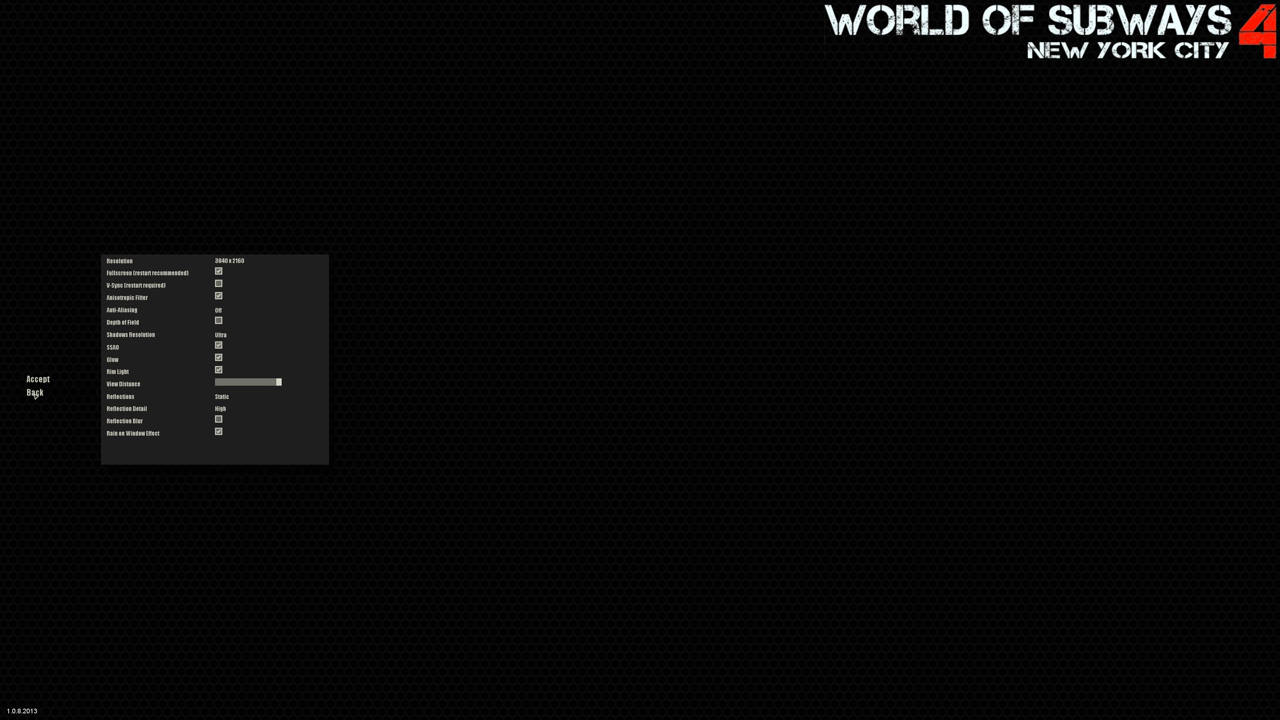 WORLD OF SUBWAYS 4
NEW YORK CITY
Resolution 3840 x 2160
Fullscreen (restart recommended)
V-Sync (restart required)
Anisotropic Filter
Anti-Aliasing Off
Depth of Field
Shadows Resolution Ultra
SSAO
Glow
Rim Light
View Distance
Reflections Static
Reflection Detail High
Reflection Blur
Rain on Window Effect
Accept
Back
1.0.8.2013